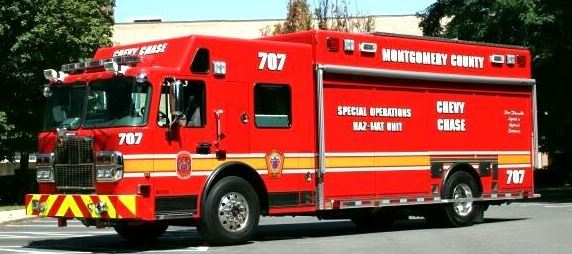 CHEVY CHASE
707
MONTGOMERY COUNTY
SPECIAL OPERATIONS
HAZ-MAT UNIT
CHEVY
CHASE
707
707